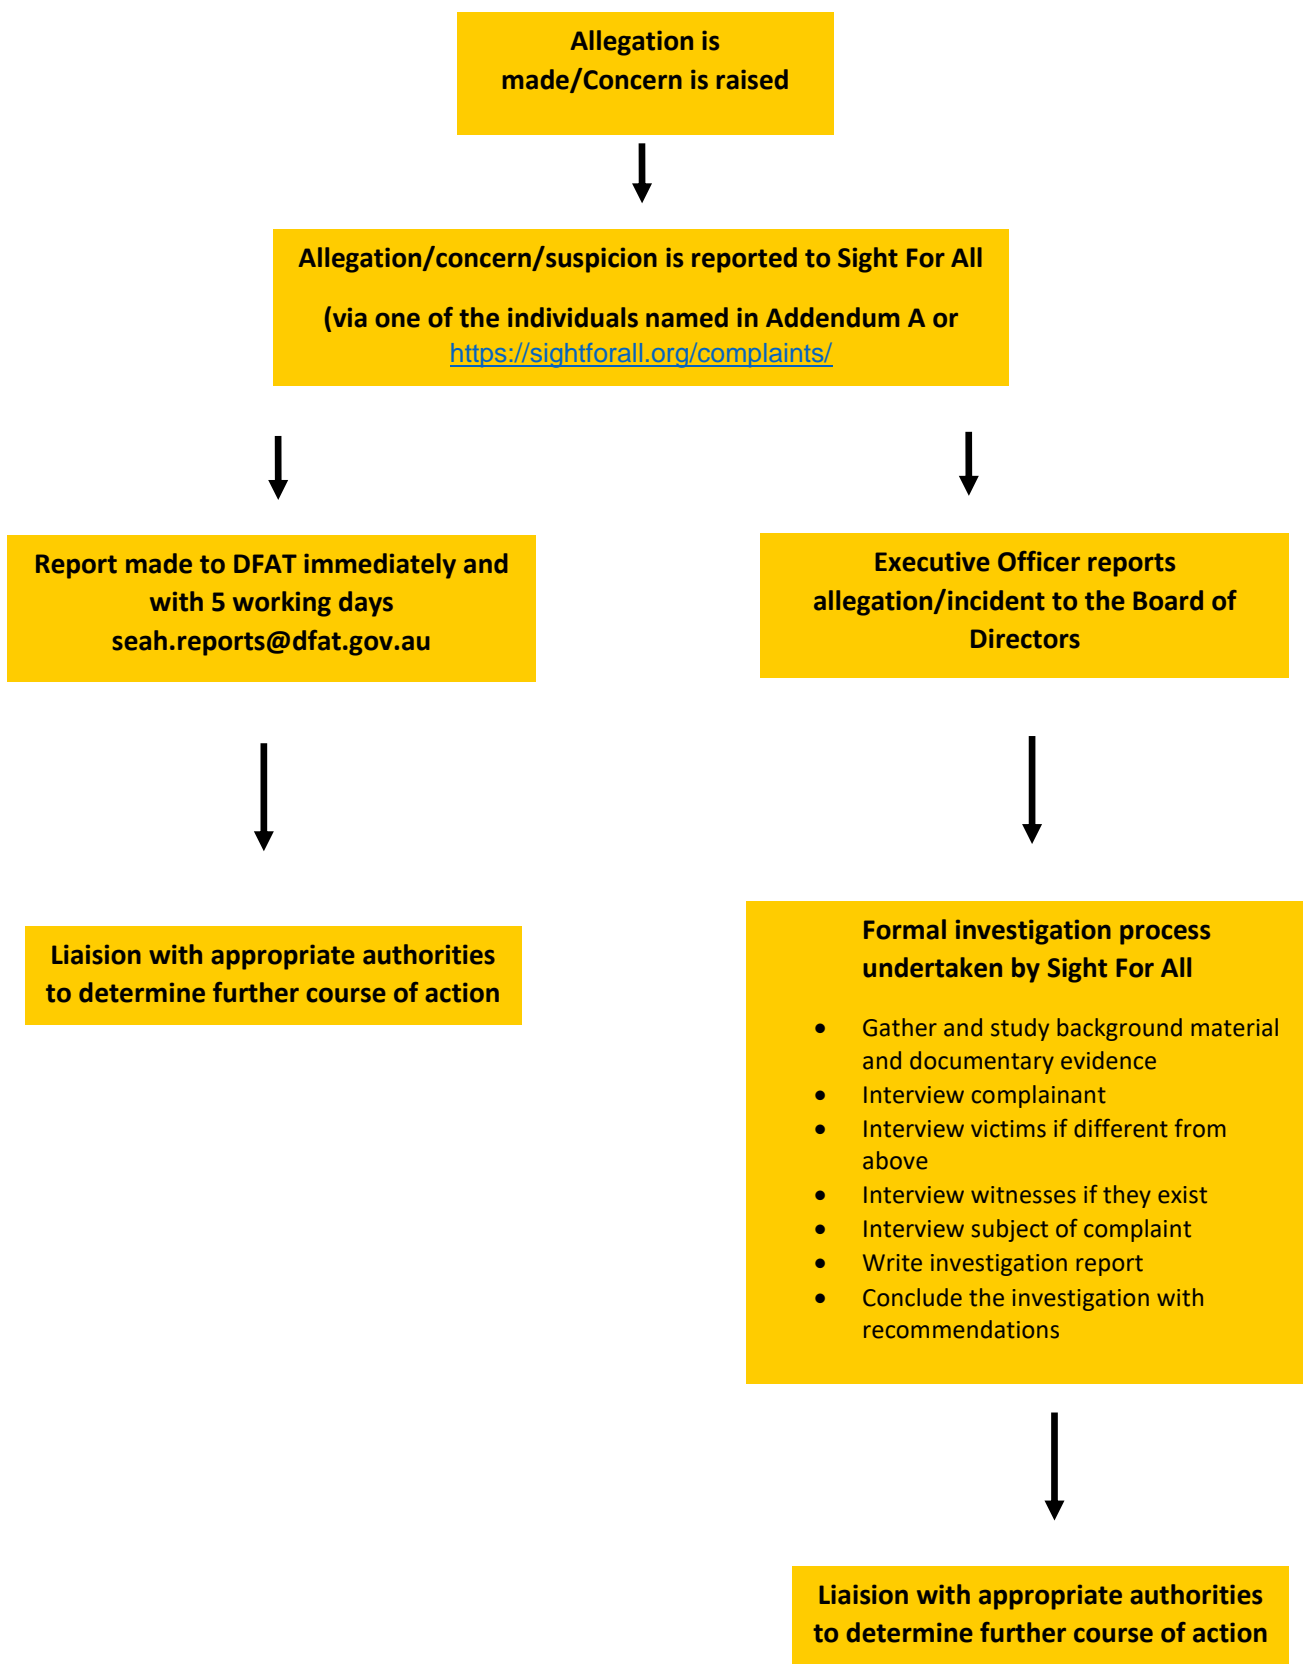 Allegation is
made/Concern is raised
Allegation/concern/suspicion is reported to Sight For All
(via one of the individuals named in Addendum A or
https://sightforall.org/complaints/
Report made to DFAT immediately and
with 5 working days
seah.reports@dfat.gov.au
Executive Officer reports
allegation/incident to the Board of
Directors
Liaision with appropriate authorities
to determine further course of action
Formal investigation process
undertaken by Sight For All
• Gather and study background material
and documentary evidence
• Interview complainant
• Interview victims if different from
above
• Interview witnesses if they exist
• Interview subject of complaint
• Write investigation report
• Conclude the investigation with
recommendations
Liaision with appropriate authorities
to determine further course of action